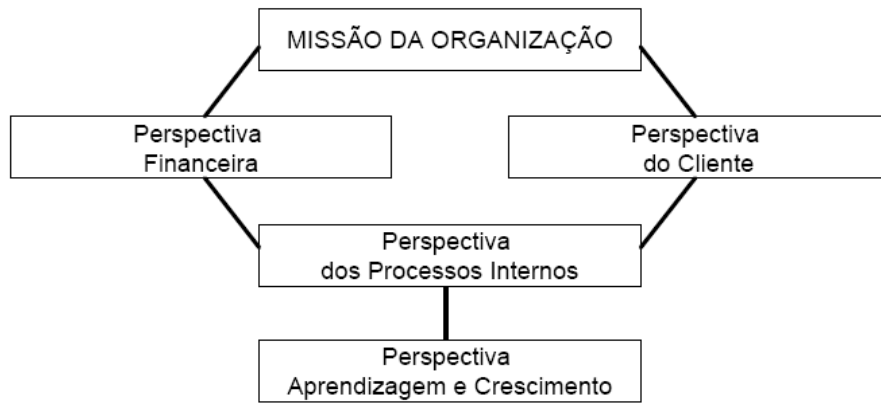 MISSÃO DA ORGANIZAÇÃO
Perspectiva
Financeira
Perspectiva
do Cliente
Perspectiva
dos Processos Internos
Perspectiva
Aprendizagem e Crescimento